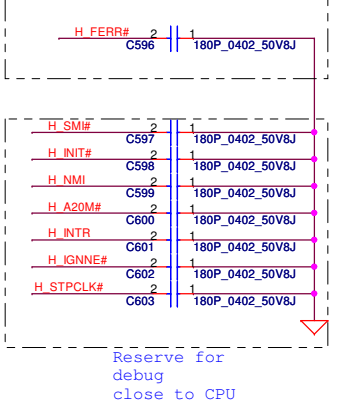 H_FERR# 2 1
C596 180P_0402_50V8J
H_SMI# 2 1
C597 180P_0402_50V8J
H_INIT# 2 1
C598 180P_0402_50V8J
H_NMI 2 1
C599 180P_0402_50V8J
H_A20M# 2 1
C600 180P_0402_50V8J
H_INTR 2 1
C601 180P_0402_50V8J
H_IGNNE# 2 1
C602 180P_0402_50V8J
H_STPCLK# 2 1
C603 180P_0402_50V8J
Reserve for
debug
close to CPU